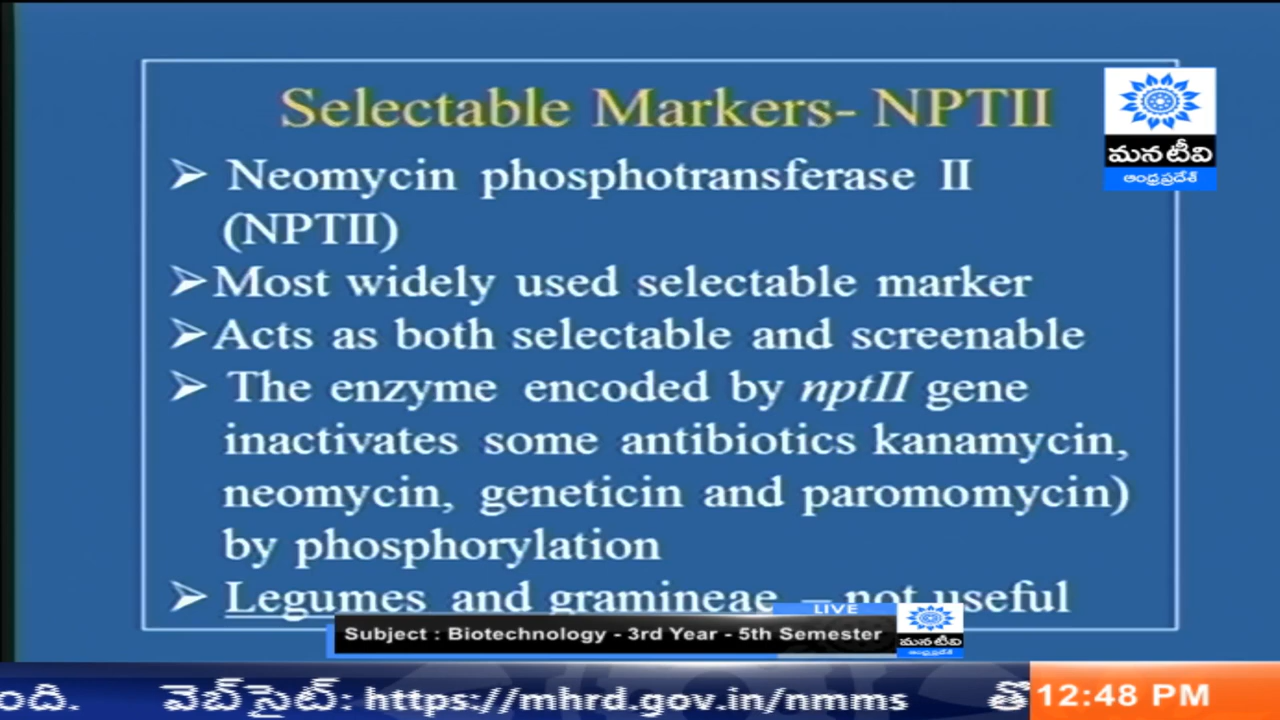 Selectable Markers- NPTII
మన టీవి
ఆంధ్రప్రదేశ్
➢ Neomycin phosphotransferase II
(NPTII)
➢Most widely used selectable marker
➢Acts as both selectable and screenable
➢ The enzyme encoded by nptII gene
inactivates some antibiotics kanamycin,
neomycin, geneticin and paromomycin)
by phosphorylation
➢ Legumes and gramineae – not useful
LIVE
Subject : Biotechnology - 3rd Year - 5th Semester
మన టీవి
ఆంధ్రప్రదేశ్
ంది. వెబ్‌సైట్: https://mhrd.gov.in/nmms
12:48 PM